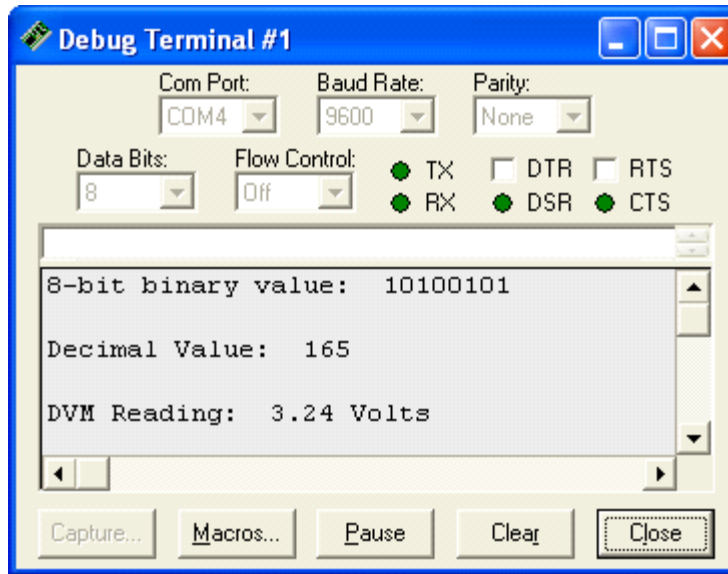 Debug Terminal #1
Com Port: Baud Rate: Parity:
COM4 9600 None
Data Bits: Flow Control: TX DTR RTS
8 Off RX DSR CTS
8-bit binary value:  10100101
Decimal Value:  165
DVM Reading:  3.24 Volts
Capture... Macros... Pause Clear Close